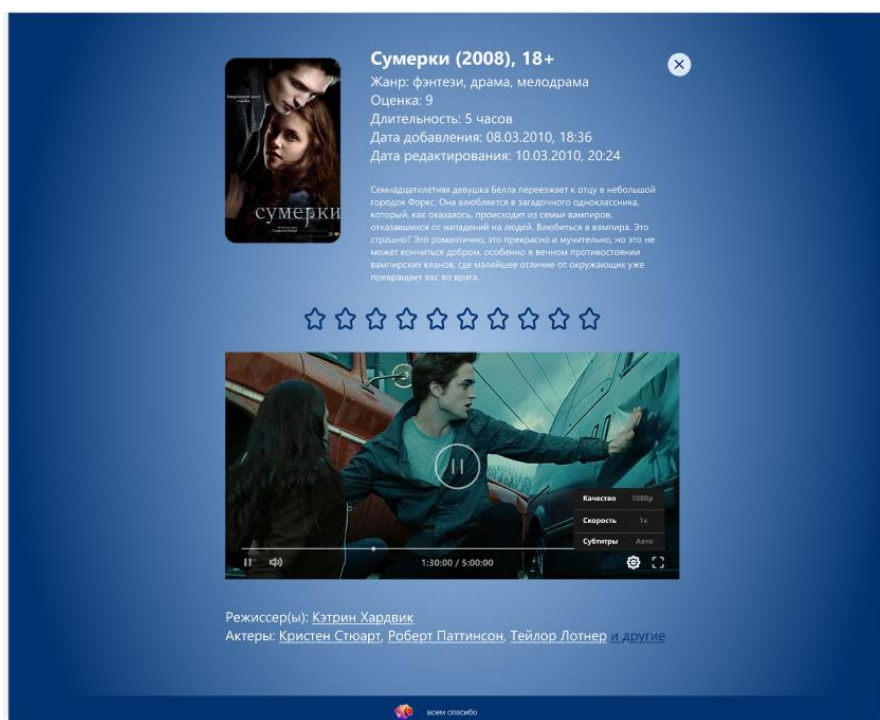 Сумерки (2008), 18+
Жанр: фэнтези, драма, мелодрама
Оценка: 9
Длительность: 5 часов
Дата добавления: 08.03.2010, 18:36
Дата редактирования: 10.03.2010, 20:24
сумерки
Семнадцатилетняя девушка Белла переезжает к отцу в небольшой
городок Форкс. Она влюбляется в загадочного одноклассника,
который, как оказалось, происходит из семьи вампиров,
отказавшихся от нападений на людей. Влюбиться в вампира. Это
страшно? Это романтично, это прекрасно и мучительно, но это не
может кончиться добром, особенно в вечном противостоянии
вампирских кланов, где малейшее отличие от окружающих уже
превращает вас во врага.
Качество 1080p
Скорость 1x
Субтитры Авто
1:30:00 / 5:00:00
Режиссер(ы): Кэтрин Хардвик
Актеры: Кристен Стюарт, Роберт Паттинсон, Тейлор Лотнер и другие
всем спасибо